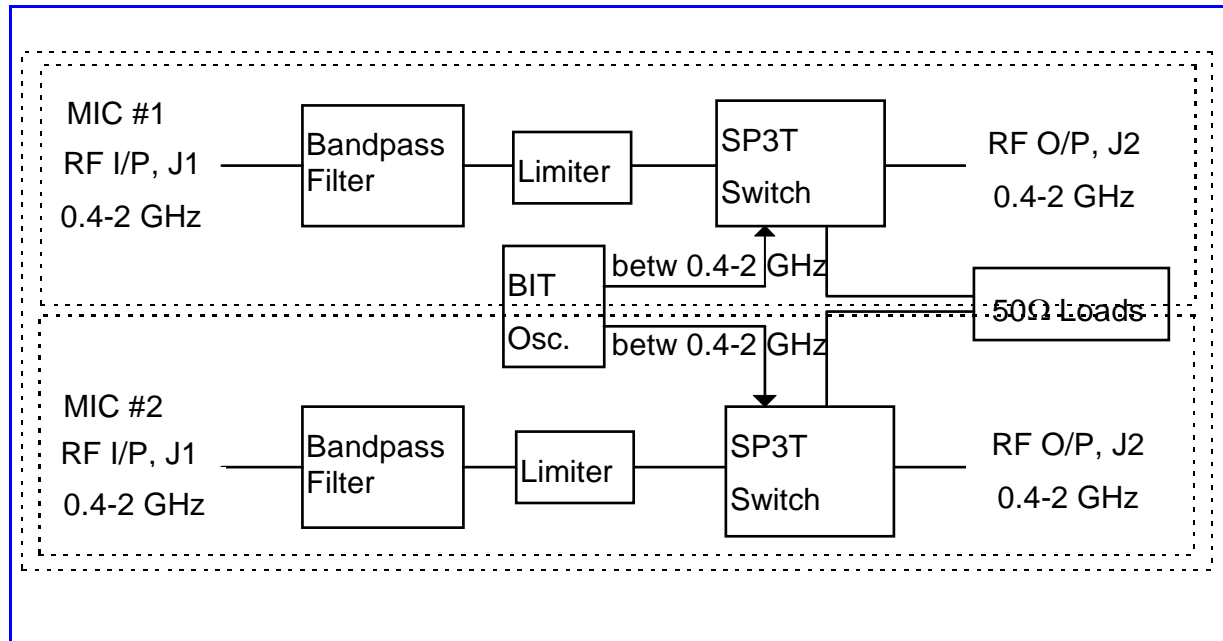 MIC #1
RF I/P, J1
0.4-2 GHz
Bandpass
Filter
Limiter
SP3T
Switch
RF O/P, J2
0.4-2 GHz
BIT
Osc.
betw 0.4-2 GHz
betw 0.4-2 GHz
50Ω Loads
MIC #2
RF I/P, J1
0.4-2 GHz
Bandpass
Filter
Limiter
SP3T
Switch
RF O/P, J2
0.4-2 GHz